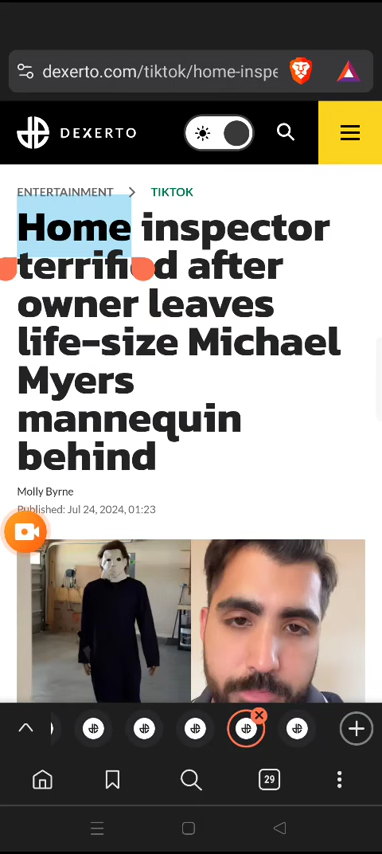 dexerto.com/tiktok/home-inspe
DEXERTO
ENTERTAINMENT > TIKTOK
Home inspector
terrified after
owner leaves
life-size Michael
Myers
mannequin
behind
Molly Byrne
Published: Jul 24, 2024, 01:23
29